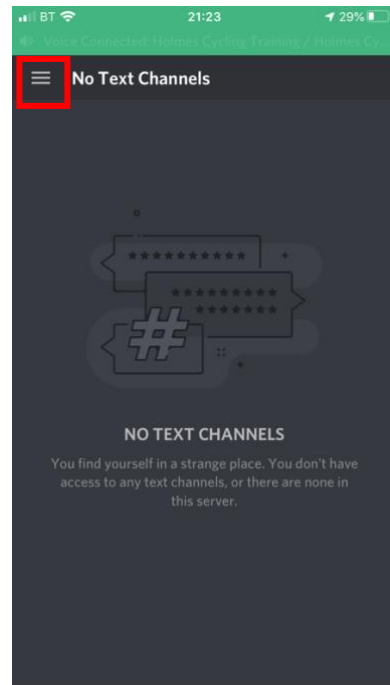 BT 21:23 29%
Voice Connected: Holmes Cycling Training / Holmes Cy...
No Text Channels
**********
********
*******
#
NO TEXT CHANNELS
You find yourself in a strange place. You don't have
access to any text channels, or there are none in
this server.